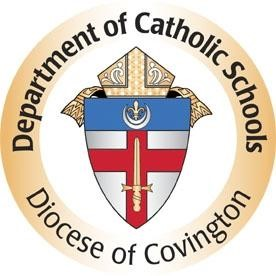 Department of Catholic Schools
Diocese of Covington